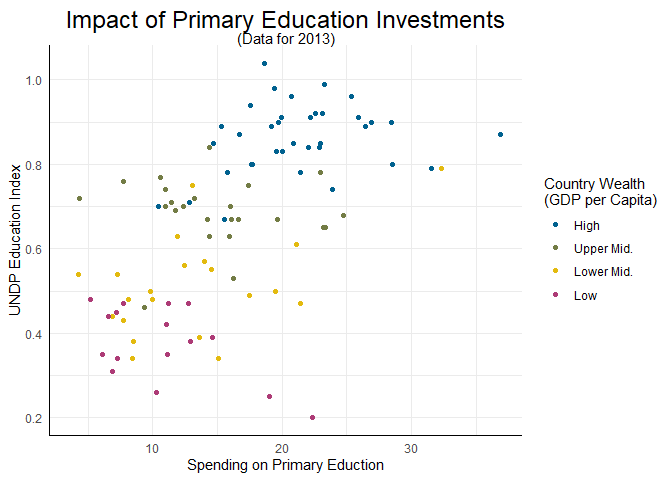 Impact of Primary Education Investments
(Data for 2013)
UNDP Education Index
1.0
0.8
0.6
0.4
0.2
10
20
30
Spending on Primary Eduction
Country Wealth
(GDP per Capita)
High
Upper Mid.
Lower Mid.
Low